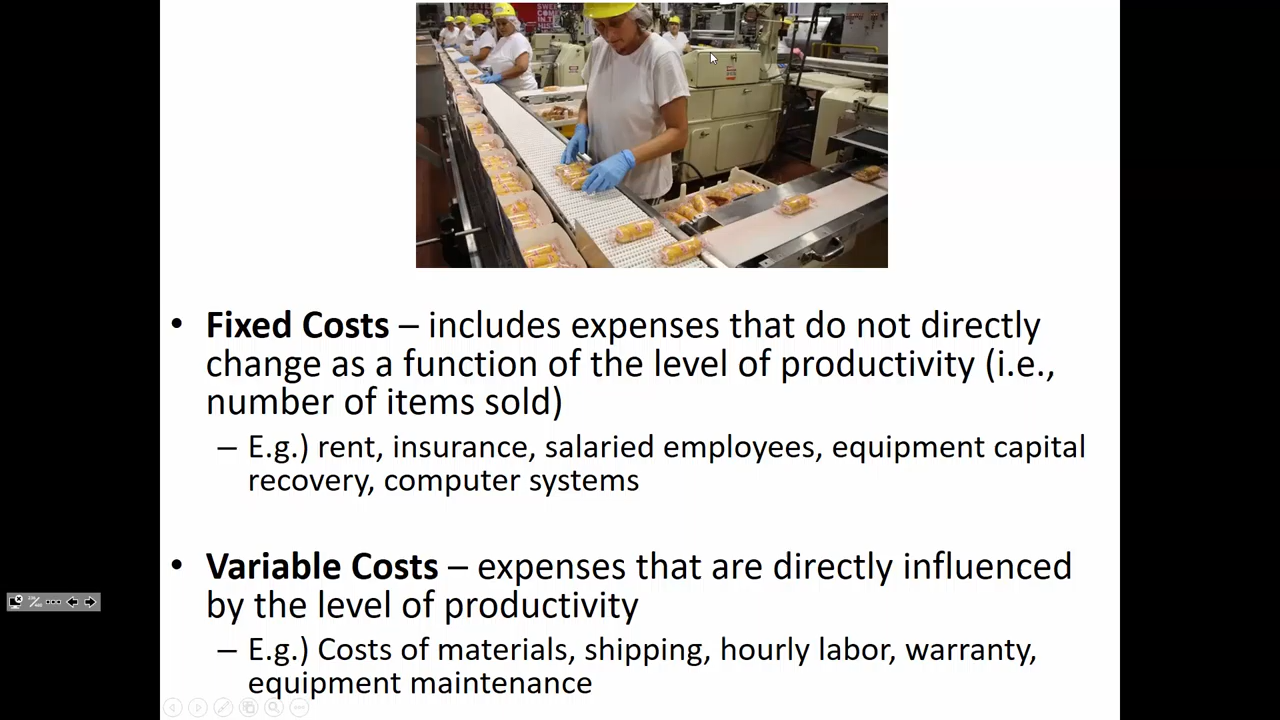 • Fixed Costs – includes expenses that do not directly
change as a function of the level of productivity (i.e.,
number of items sold)
– E.g.) rent, insurance, salaried employees, equipment capital
recovery, computer systems
• Variable Costs – expenses that are directly influenced
by the level of productivity
– E.g.) Costs of materials, shipping, hourly labor, warranty,
equipment maintenance